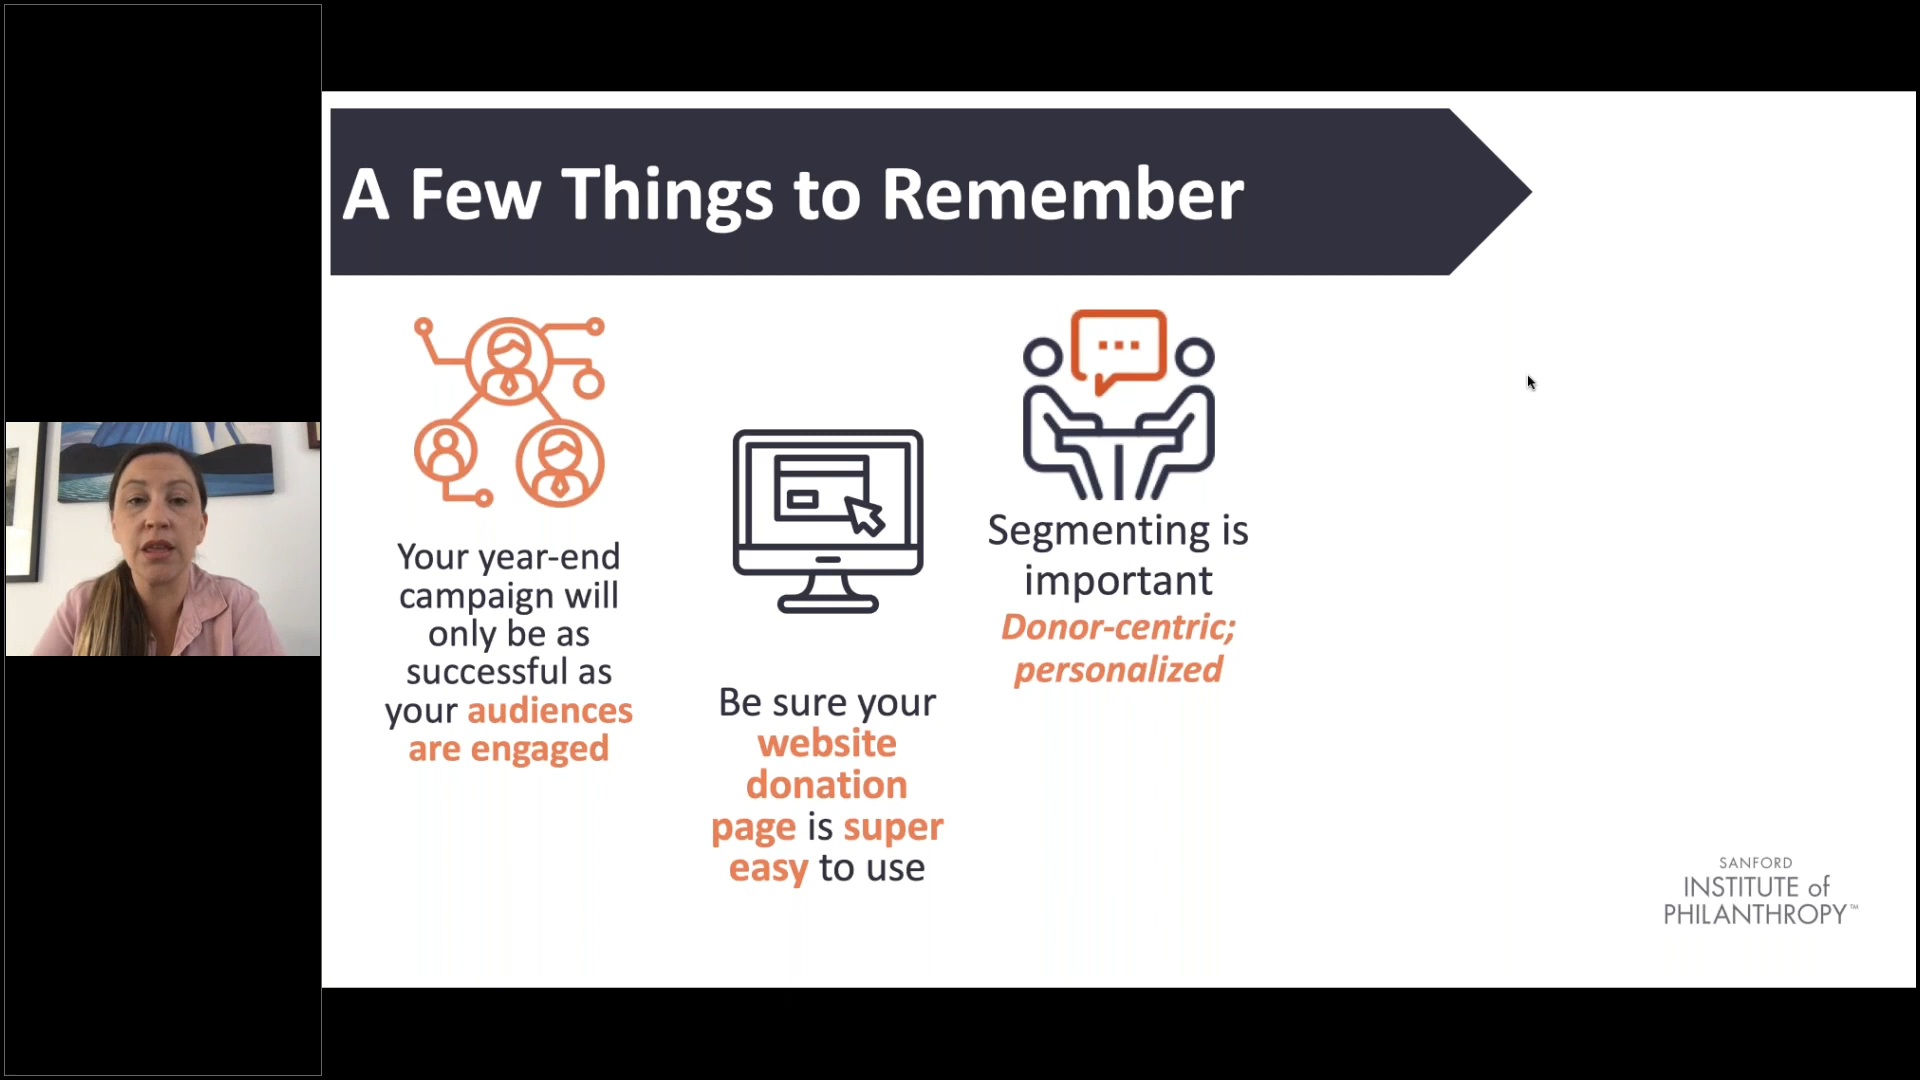 A Few Things to Remember
Your year-end
campaign will
only be as
successful as
your audiences
are engaged
Be sure your
website
donation
page is super
easy to use
Segmenting is
important
Donor-centric;
personalized
SANFORD
INSTITUTE of
PHILANTHROPY™